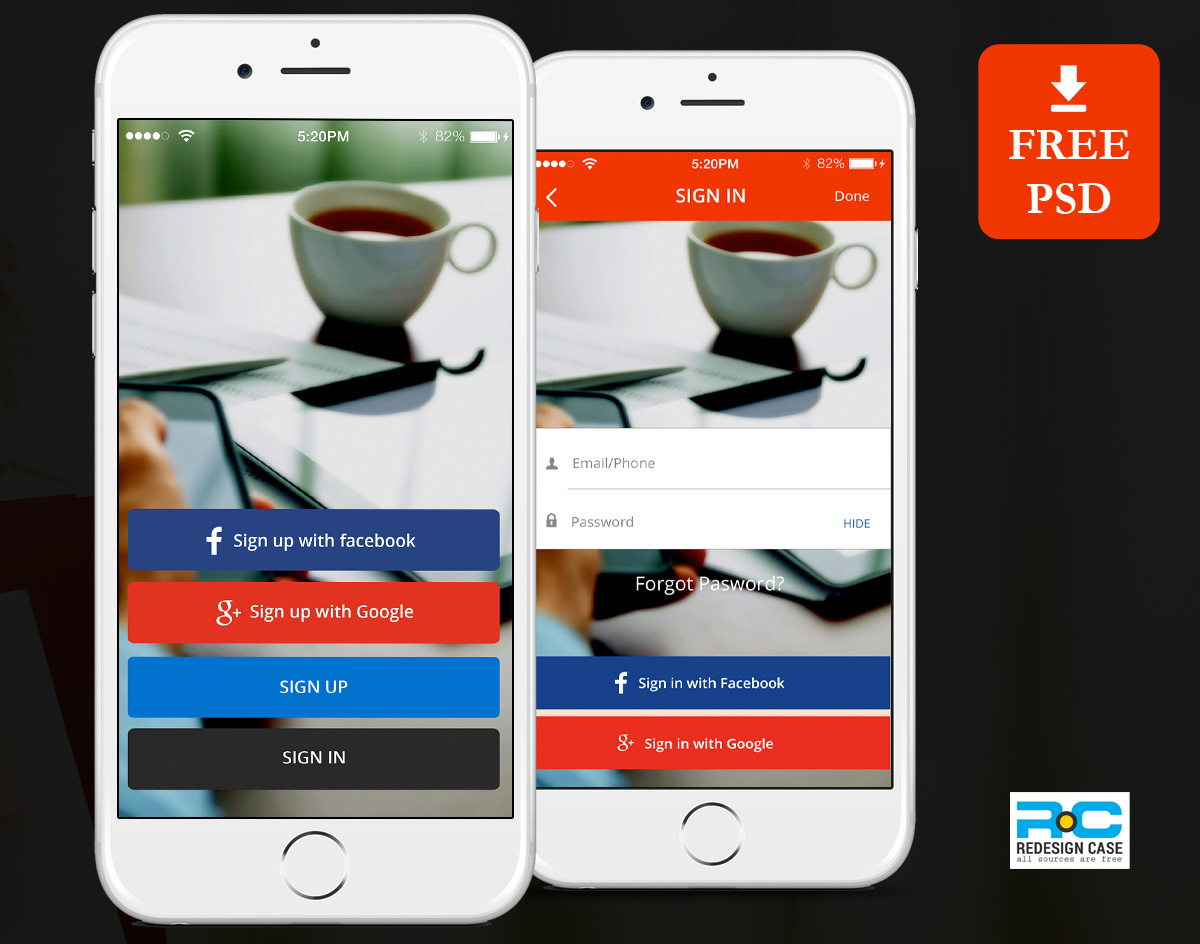 5:20PM
82%
f Sign up with facebook
g+ Sign up with Google
SIGN UP
SIGN IN
5:20PM
82%
SIGN IN
Done
Email/Phone
Password
HIDE
Forgot Pasword?
f Sign in with Facebook
g+ Sign in with Google
FREE
PSD
RC
REDESIGN CASE
all sources are free